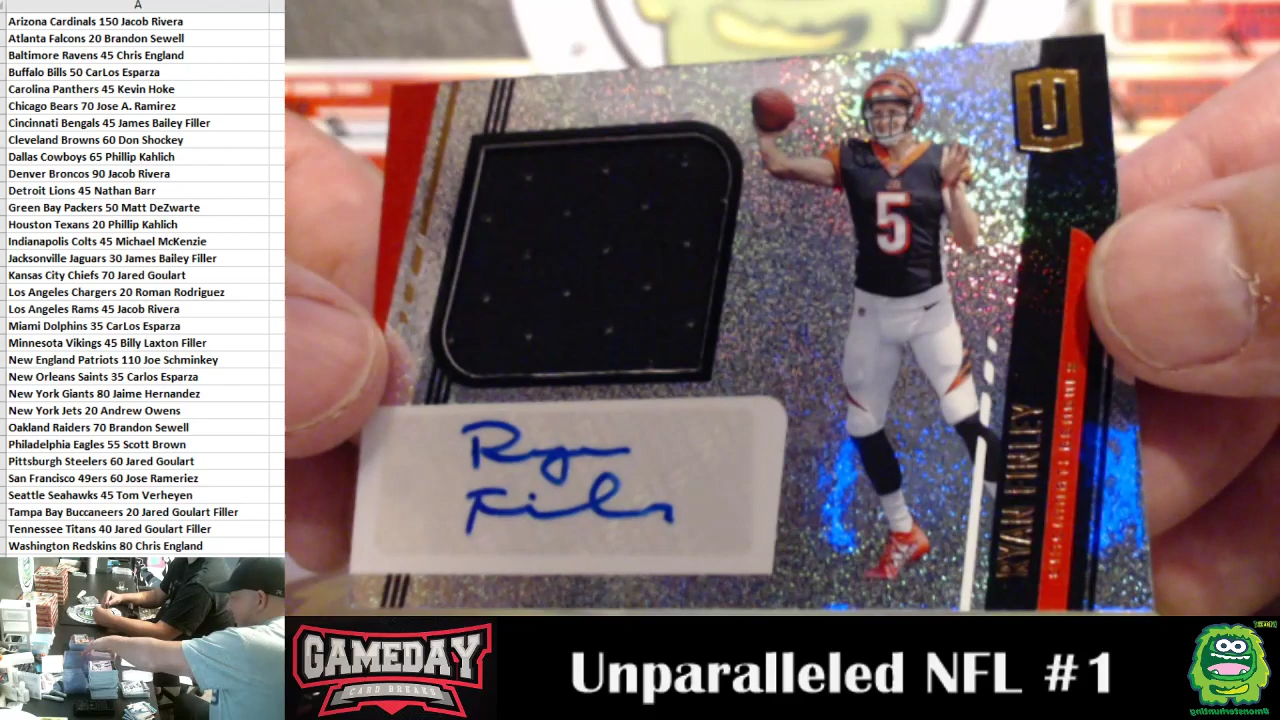 A
Arizona Cardinals 150 Jacob Rivera
Atlanta Falcons 20 Brandon Sewell
Baltimore Ravens 45 Chris England
Buffalo Bills 50 CarLos Esparza
Carolina Panthers 45 Kevin Hoke
Chicago Bears 70 Jose A. Ramirez
Cincinnati Bengals 45 James Bailey Filler
Cleveland Browns 60 Don Shockey
Dallas Cowboys 65 Phillip Kahlich
Denver Broncos 90 Jacob Rivera
Detroit Lions 45 Nathan Barr
Green Bay Packers 50 Matt DeZwarte
Houston Texans 20 Phillip Kahlich
Indianapolis Colts 45 Michael McKenzie
Jacksonville Jaguars 30 James Bailey Filler
Kansas City Chiefs 70 Jared Goulart
Los Angeles Chargers 20 Roman Rodriguez
Los Angeles Rams 45 Jacob Rivera
Miami Dolphins 35 CarLos Esparza
Minnesota Vikings 45 Billy Laxton Filler
New England Patriots 110 Joe Schminkey
New Orleans Saints 35 Carlos Esparza
New York Giants 80 Jaime Hernandez
New York Jets 20 Andrew Owens
Oakland Raiders 70 Brandon Sewell
Philadelphia Eagles 55 Scott Brown
Pittsburgh Steelers 60 Jared Goulart
San Francisco 49ers 60 Jose Rameriez
Seattle Seahawks 45 Tom Verheyen
Tampa Bay Buccaneers 20 Jared Goulart Filler
Tennessee Titans 40 Jared Goulart Filler
Washington Redskins 80 Chris England
5
U
RYAN FINLEY
Ryan
Finley
GAMEDAY
CARD BREAKS
Unparalleled NFL #1
#monsterhunting